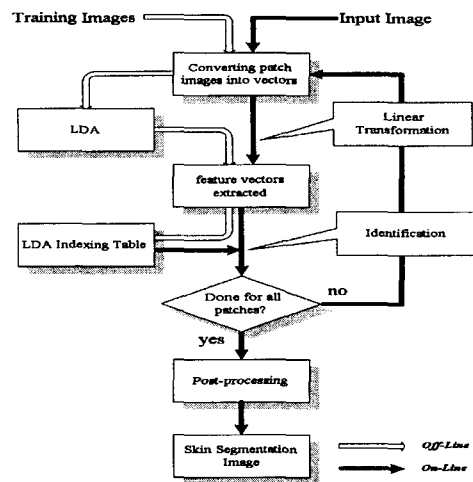 Training Images
Input Image
Converting patch
images into vectors
LDA
Linear
Transformation
feature vectors
extracted
LDA Indexing Table
Identification
Done for all
patches?
no
yes
Post-processing
Skin Segmentation
Image
Off-Line
On-Line